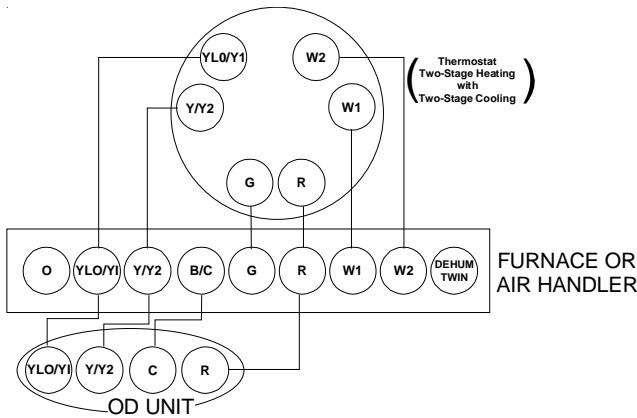 YL0/Y1
W2
Thermostat
Two-Stage Heating
with
Two-Stage Cooling
Y/Y2
W1
G
R
O
YLO/YI
Y/Y2
B/C
G
R
W1
W2
DEHUM
TWIN
FURNACE OR
AIR HANDLER
YLO/YI
Y/Y2
C
R
OD UNIT